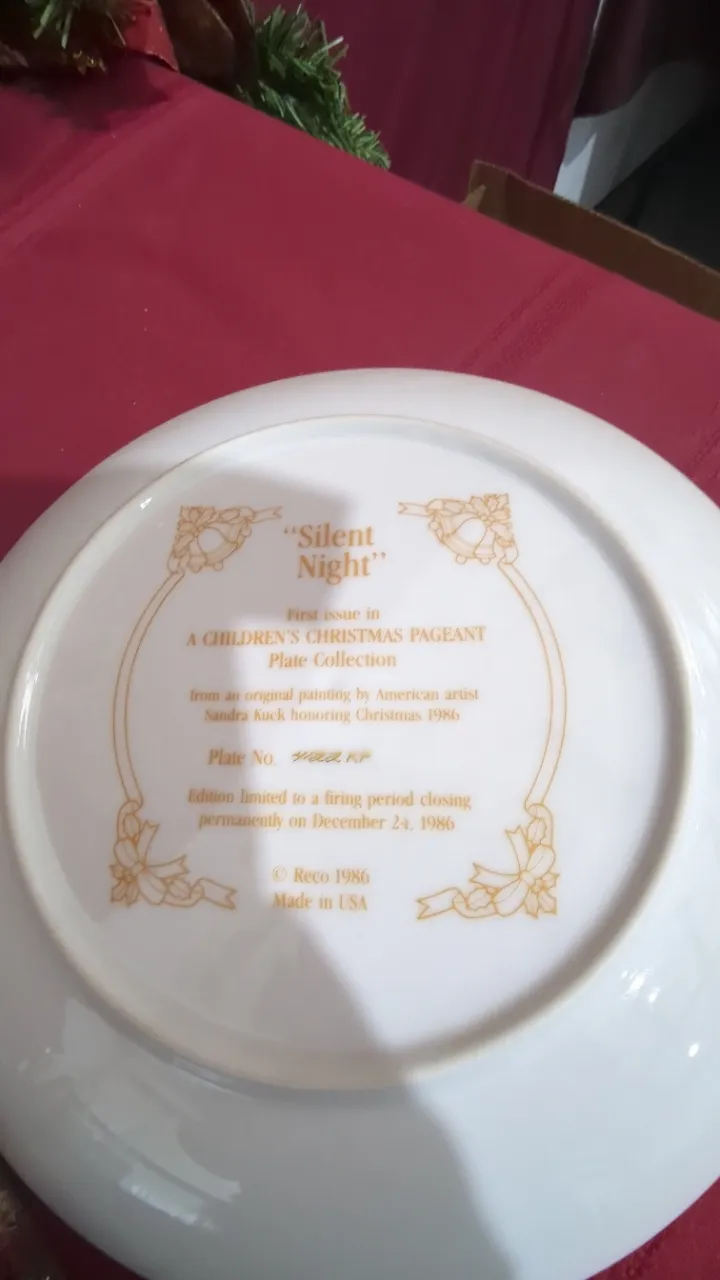 “Silent
Night”
First issue in
A CHILDREN'S CHRISTMAS PAGEANT
Plate Collection
from an original painting by American artist
Sandra Kuck honoring Christmas 1986
Plate No.
Edition limited to a firing period closing
permanently on December 24, 1986
© Reco 1986
Made in USA